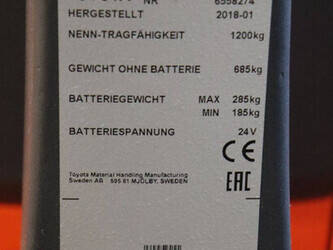 NR 6558274
HERGESTELLT 2018-01
NENN-TRAGFÄHIGKEIT 1200kg
GEWICHT OHNE BATTERIE 685kg
BATTERIEGEWICHT MAX 285kg
MIN 185kg
BATTERIESPANNUNG 24V
CE
Toyota Material Handling Manufacturing
Sweden AB 595 81 MJÖLBY, SWEDEN
EAC